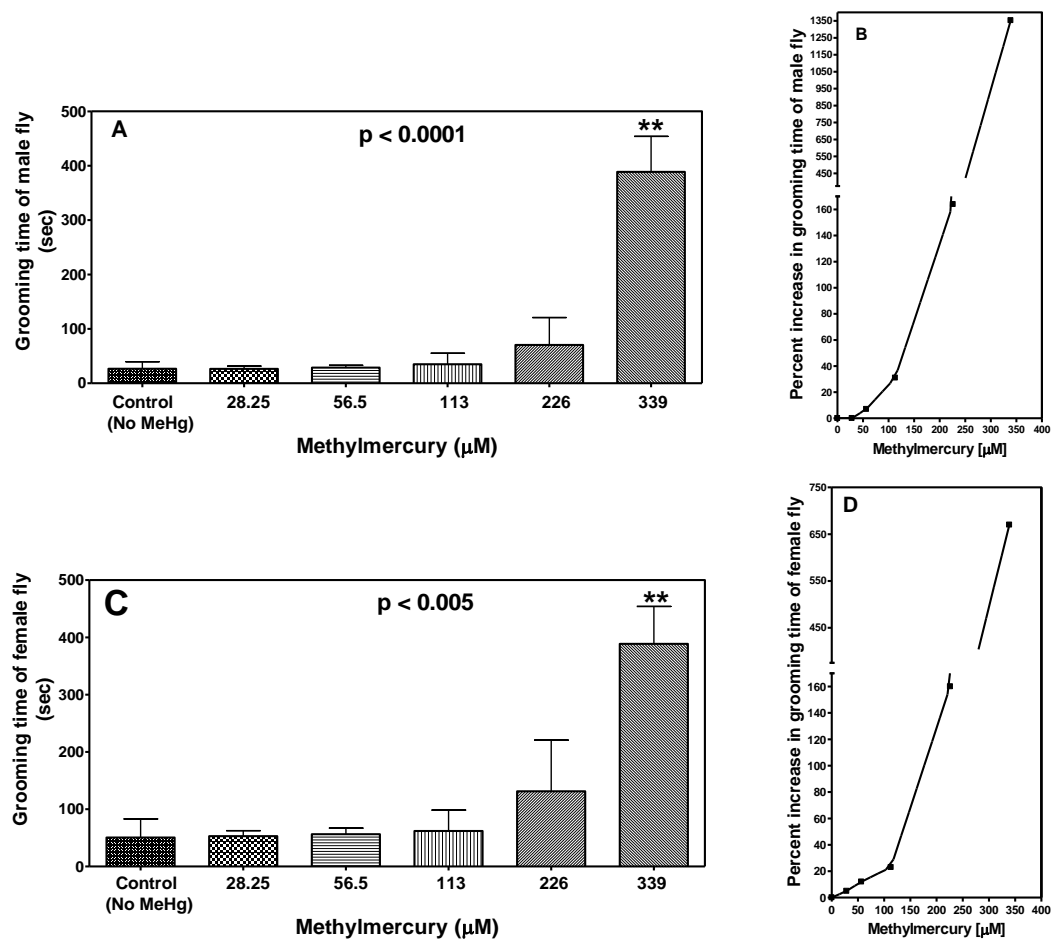 A
p < 0.0001
**
Grooming time of male fly
(sec)
500
400
300
200
100
0
Control
(No MeHg)
28.25
56.5
113
226
339
Methylmercury (µM)
B
Percent increase in grooming time of male fly
1350
1250
1150
1050
950
850
750
650
550
450
160
140
120
100
80
60
40
20
0
0 50 100 150 200 250 300 350 400
Methylmercury [µM]
C
p < 0.005
**
Grooming time of female fly
(sec)
500
400
300
200
100
0
Control
(No MeHg)
28.25
56.5
113
226
339
Methylmercury (µM)
D
Percent increase in grooming time of female fly
750
650
550
450
160
140
120
100
80
60
40
20
0
0 50 100 150 200 250 300 350 400
Methylmercury [µM]